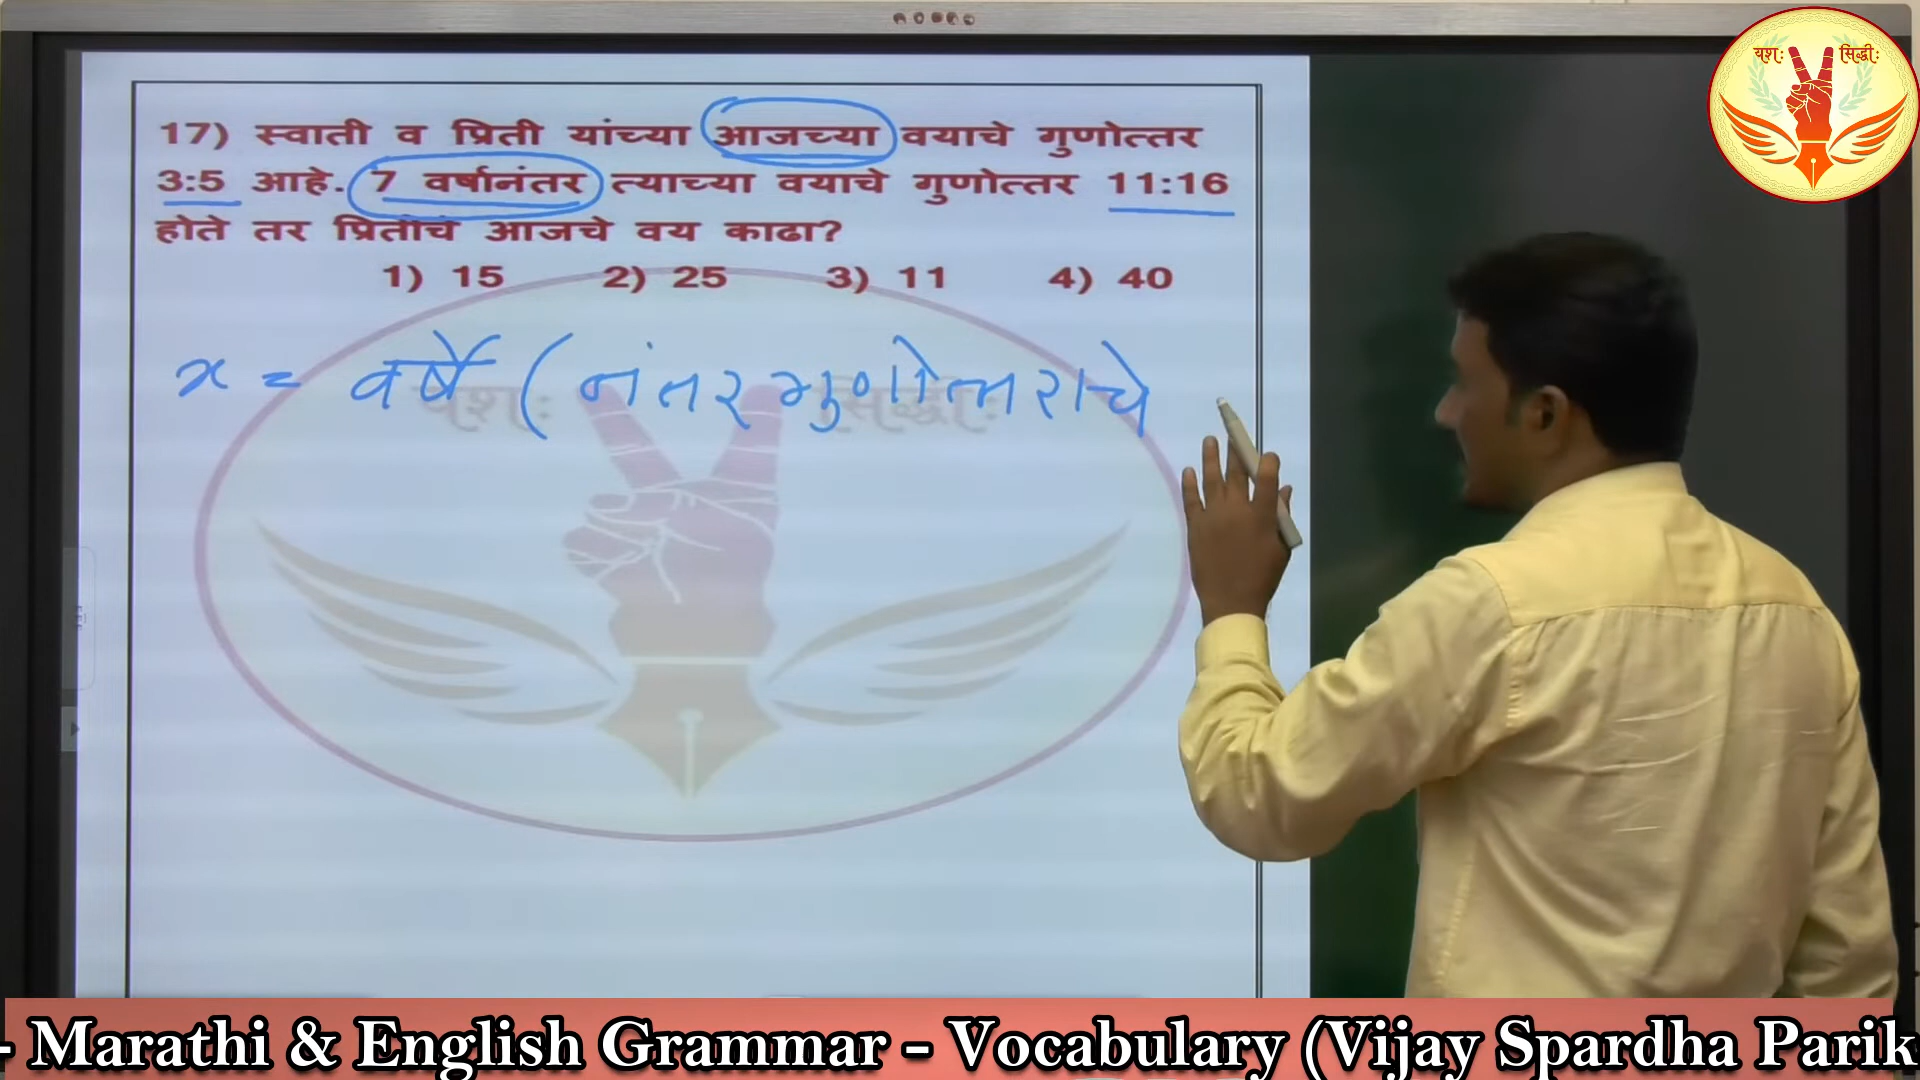 यशः सिद्धीः
17) स्वाती व प्रिती यांच्या आजच्या वयाचे गुणोत्तर
3:5 आहे. 7 वर्षानंतर त्याच्या वयाचे गुणोत्तर 11:16
होते तर प्रितीचे आजचे वय काढा?
1) 15 2) 25 3) 11 4) 40
x = वर्षे ( नंतर गुणोत्तराचे
यशः सिद्धीः
- Marathi & English Grammar - Vocabulary (Vijay Spardha Parik